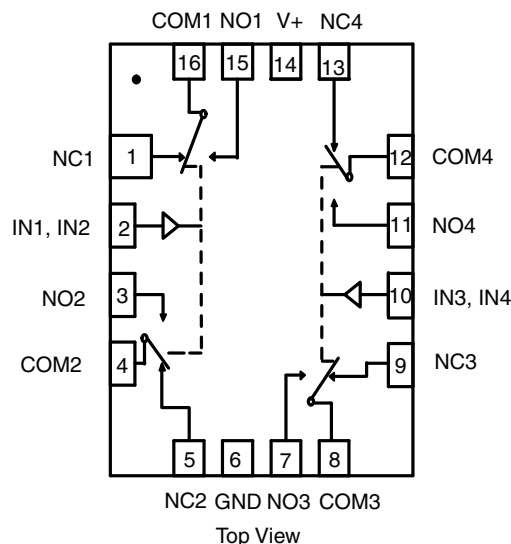 COM1 NO1 V+ NC4
16 15 14 13
NC1 1 12 COM4
IN1, IN2 2 11 NO4
NO2 3 10 IN3, IN4
COM2 4 9 NC3
5 6 7 8
NC2 GND NO3 COM3
Top View